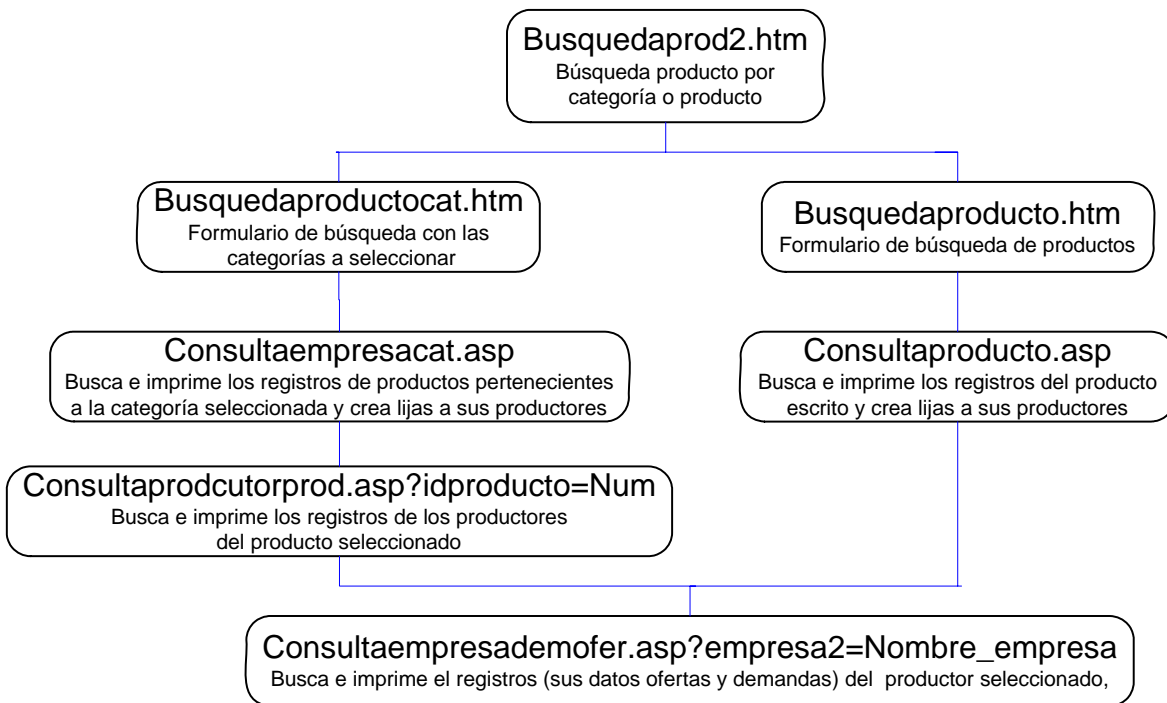 Busquedaprod2.htm
Búsqueda producto por
categoría o producto
Busquedaproductocat.htm
Formulario de búsqueda con las
categorías a seleccionar
Busquedaproducto.htm
Formulario de búsqueda de productos
Consultaempresacat.asp
Busca e imprime los registros de productos pertenecientes
a la categoría seleccionada y crea lijas a sus productores
Consultaproducto.asp
Busca e imprime los registros del producto
escrito y crea lijas a sus productores
Consultaprodcutorprod.asp?idproducto=Num
Busca e imprime los registros de los productores
del producto seleccionado
Consultaempresademofer.asp?empresa2=Nombre_empresa
Busca e imprime el registros (sus datos ofertas y demandas) del productor seleccionado,